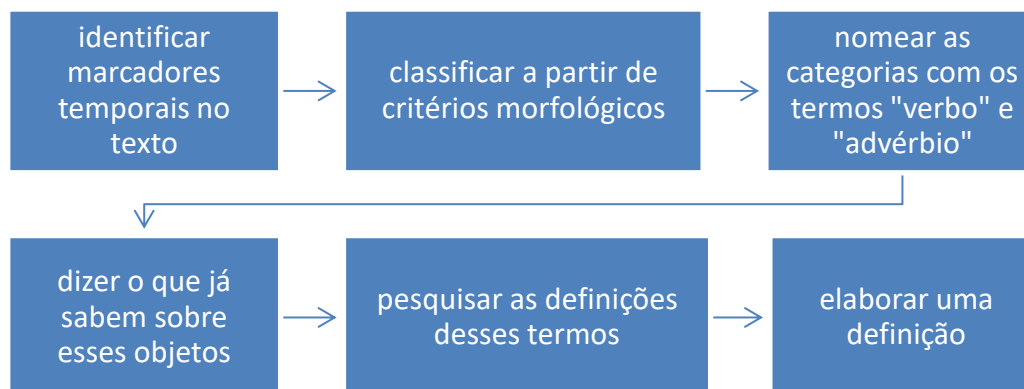 identificar
marcadores
temporais no
texto
classificar a partir de
critérios morfológicos
nomear as
categorias com os
termos "verbo" e
"advérbio"
dizer o que já
sabem sobre
esses objetos
pesquisar as definições
desses termos
elaborar uma
definição